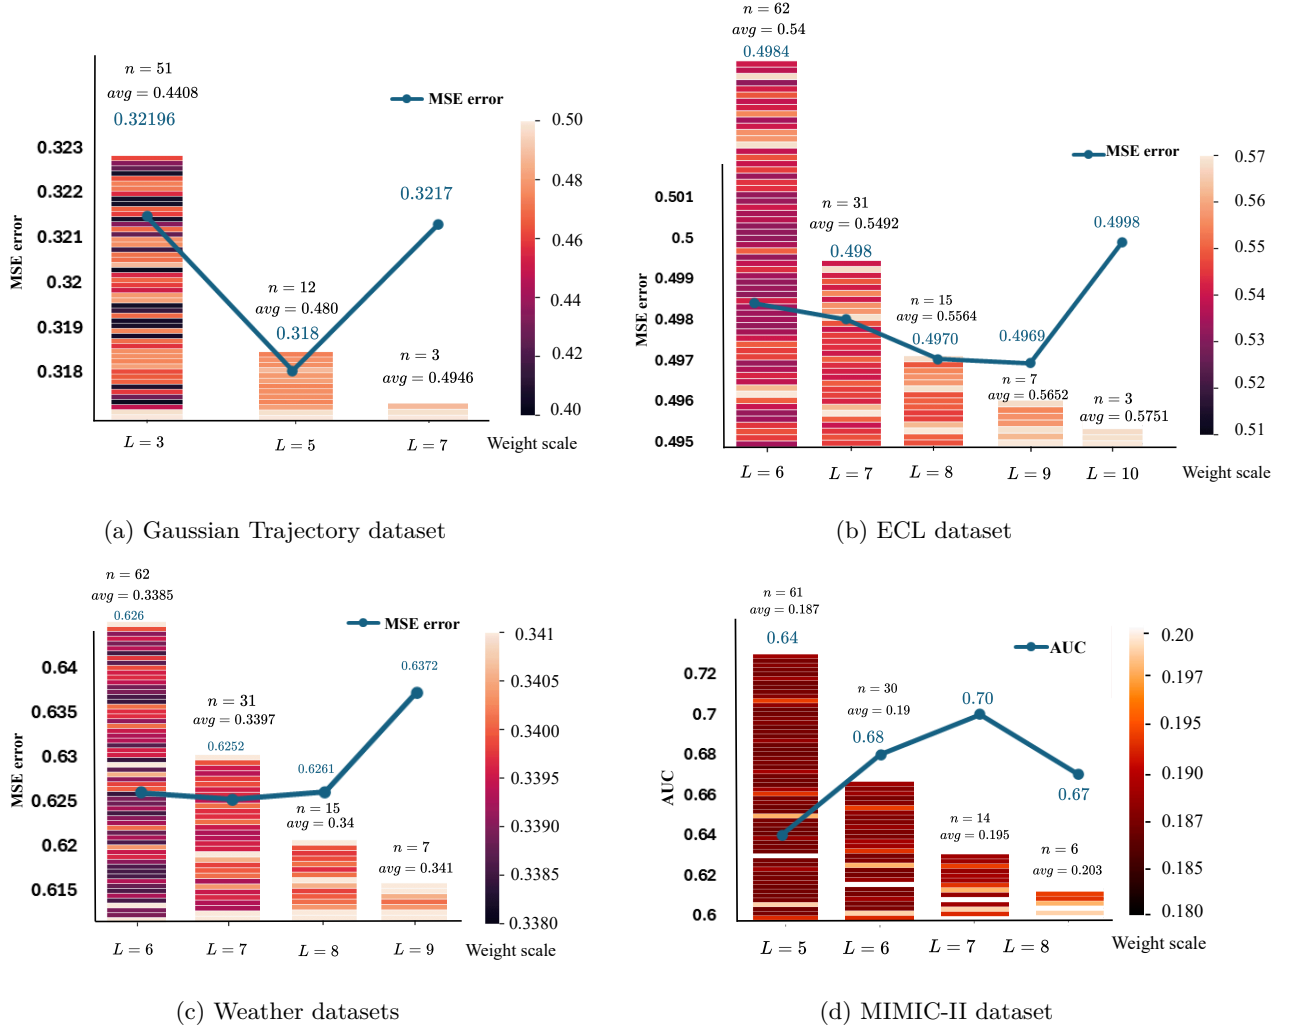 n = 51
avg = 0.4408
0.32196
MSE error
0.50
0.48
0.46
0.44
0.42
0.40
0.323
0.322
0.321
0.32
0.319
0.318
MSE error
0.3217
n = 12
avg = 0.480
0.318
n = 3
avg = 0.4946
L = 3
L = 5
L = 7
Weight scale
(a) Gaussian Trajectory dataset
n = 62
avg = 0.54
0.4984
MSE error
0.57
0.56
0.55
0.54
0.53
0.52
0.51
0.501
0.5
0.499
0.498
0.497
0.496
0.495
MSE error
n = 31
avg = 0.5492
0.498
n = 15
avg = 0.5564
0.4970
0.4969
n = 7
avg = 0.5652
0.4998
n = 3
avg = 0.5751
L = 6
L = 7
L = 8
L = 9
L = 10
Weight scale
(b) ECL dataset
n = 62
avg = 0.3385
0.626
MSE error
0.341
0.3405
0.3400
0.3395
0.3390
0.3385
0.3380
0.64
0.635
0.63
0.625
0.62
0.615
MSE error
n = 31
avg = 0.3397
0.6252
0.6261
n = 15
avg = 0.34
0.6372
n = 7
avg = 0.341
L = 6
L = 7
L = 8
L = 9
Weight scale
(c) Weather datasets
n = 61
avg = 0.187
0.64
AUC
0.20
0.197
0.195
0.190
0.187
0.185
0.180
0.72
0.7
0.68
0.66
0.64
0.62
0.6
AUC
n = 30
avg = 0.19
0.68
0.70
n = 14
avg = 0.195
0.67
n = 6
avg = 0.203
L = 5
L = 6
L = 7
L = 8
Weight scale
(d) MIMIC-II dataset